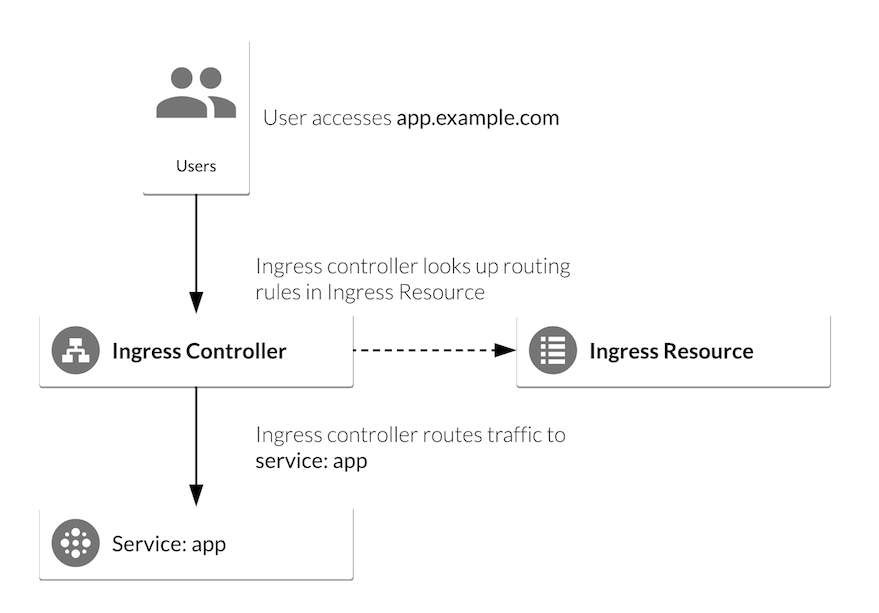 User accesses app.example.com
Users
Ingress controller looks up routing
rules in Ingress Resource
Ingress Controller
Ingress Resource
Ingress controller routes traffic to
service: app
Service: app